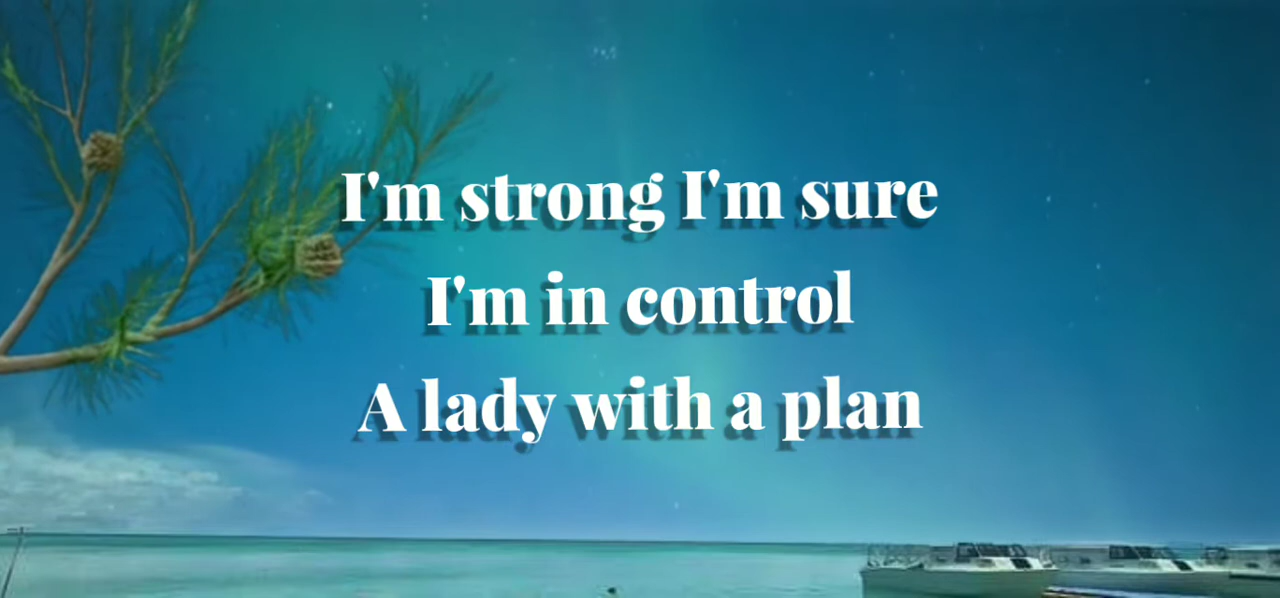 I'm strong I'm sure
I'm in control
A lady with a plan